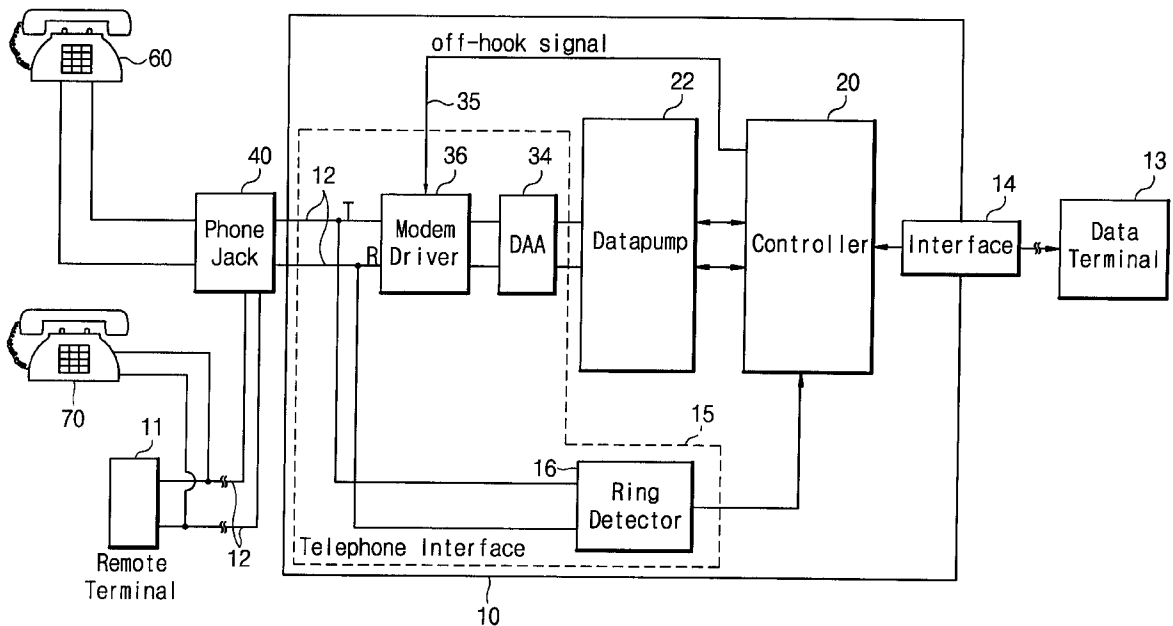 60
off-hook signal
35
22
20
40
12
T
36
34
14
13
Phone
Jack
R
Modem
Driver
DAA
Datapump
Controller
Interface
Data
Terminal
70
11
15
16
Ring
Detector
12
Telephone Interface
Remote
Terminal
10